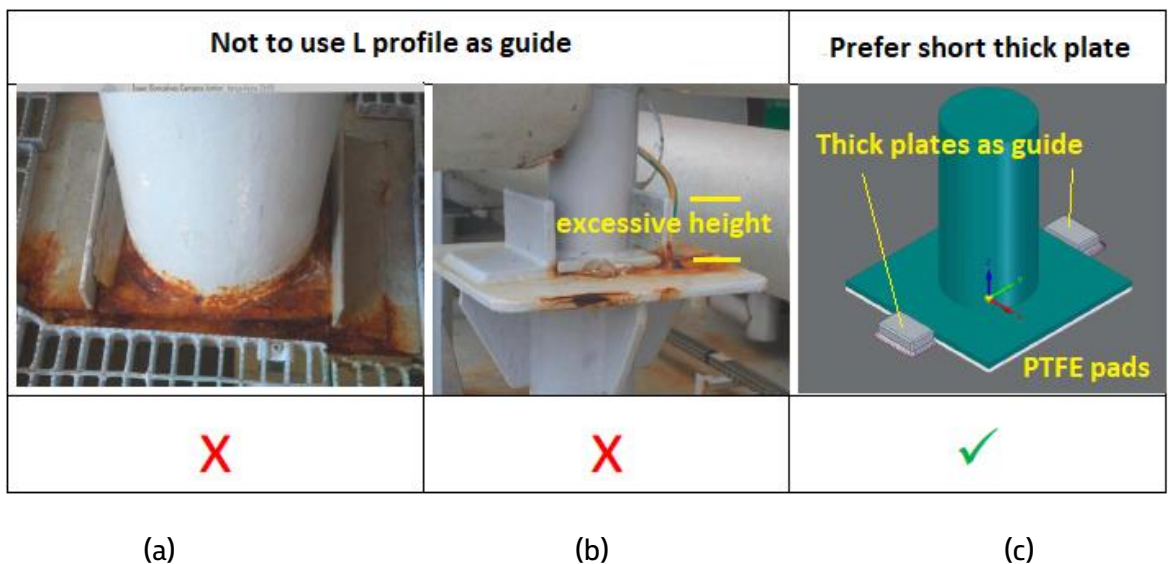 Not to use L profile as guide
Prefer short thick plate
Thick plates as guide
excessive height
PTFE pads
X
X
✓
(a)
(b)
(c)